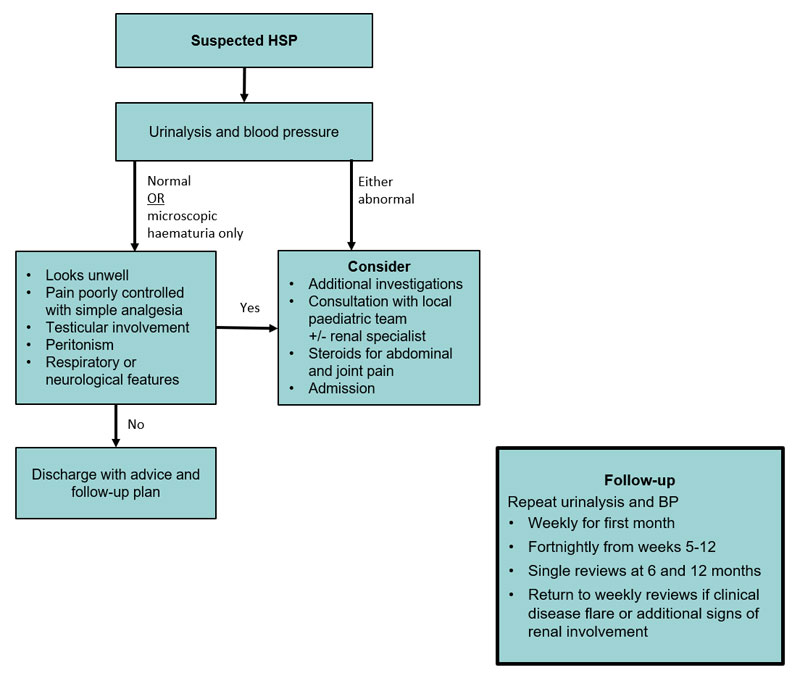 Suspected HSP
Urinalysis and blood pressure
Normal
OR
microscopic
haematuria only
Either
abnormal
• Looks unwell
• Pain poorly controlled
with simple analgesia
• Testicular involvement
• Peritonism
• Respiratory or
neurological features
Yes
Consider
• Additional investigations
• Consultation with local
paediatric team
+/- renal specialist
• Steroids for abdominal
and joint pain
• Admission
No
Discharge with advice and
follow-up plan
Follow-up
Repeat urinalysis and BP
• Weekly for first month
• Fortnightly from weeks 5-12
• Single reviews at 6 and 12 months
• Return to weekly reviews if clinical
disease flare or additional signs of
renal involvement